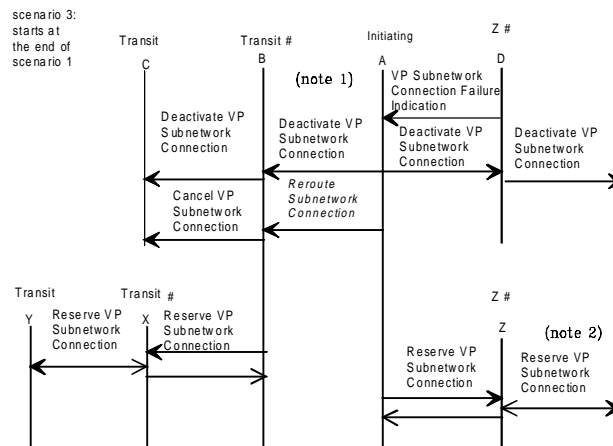 scenario 3:
starts at
the end of
scenario 1
Transit
C
Transit #
B
(note 1)
Initiating
A
Z #
D
VP Subnetwork
Connection Failure
Indication
Deactivate VP
Subnetwork
Connection
Deactivate VP
Subnetwork
Connection
Deactivate VP
Subnetwork
Connection
Deactivate VP
Subnetwork
Connection
Cancel VP
Subnetwork
Connection
Reroute
Subnetwork
Connection
Transit
Y
Transit #
X
Z #
Z
(note 2)
Reserve VP
Subnetwork
Connection
Reserve VP
Subnetwork
Connection
Reserve VP
Subnetwork
Connection
Reserve VP
Subnetwork
Connection